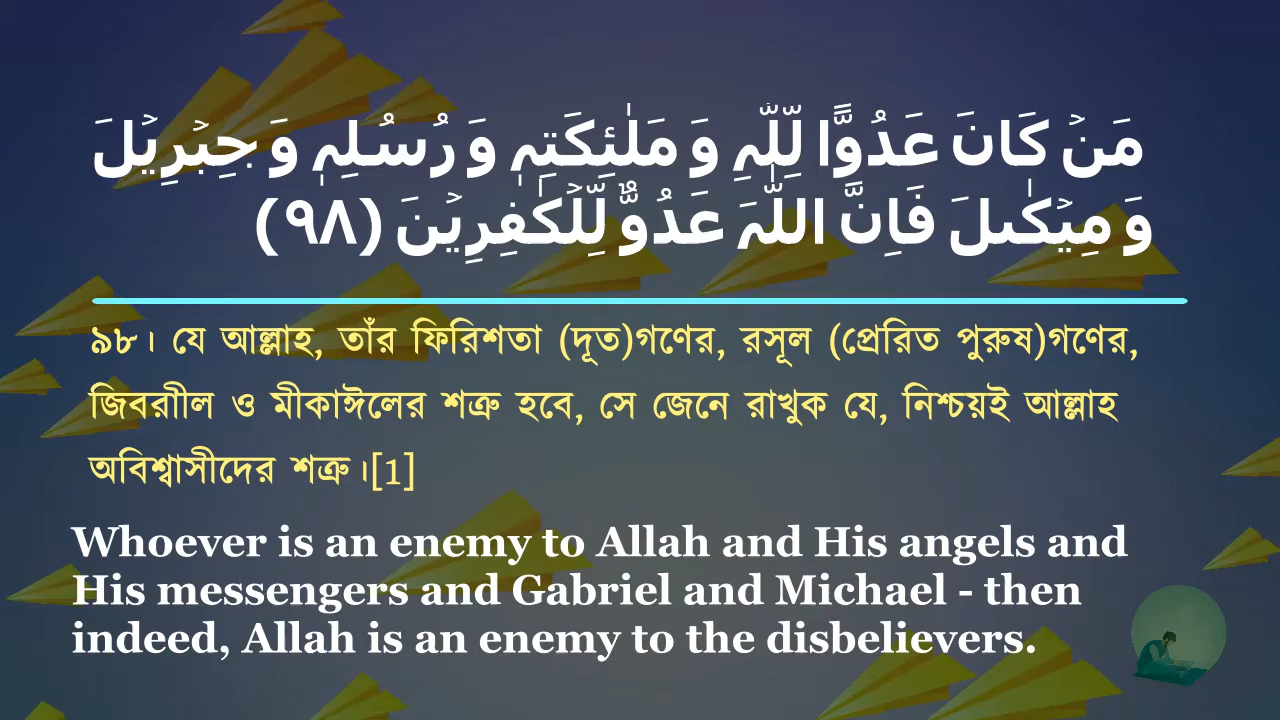 مَنۡ كَانَ عَدُوًّا لِّلّٰہِ وَ مَلٰٓئِكَتِہٖ وَ رُسُلِہٖ وَ جِبۡرِیۡلَ
وَ مِیۡكٰىلَ فَاِنَّ اللّٰہَ عَدُوٌّ لِّلۡكٰفِرِیۡنَ ﴿۹۸﴾
৯৮। যে আল্লাহ, তাঁর ফিরিশতা (দূত)গণের, রসূল (প্রেরিত পুরুষ)গণের,
জিবরাীল ও মীকাঈলের শত্রু হবে, সে জেনে রাখুক যে, নিশ্চয়ই আল্লাহ
অবিশ্বাসীদের শত্রু।[1]
Whoever is an enemy to Allah and His angels and
His messengers and Gabriel and Michael - then
indeed, Allah is an enemy to the disbelievers.